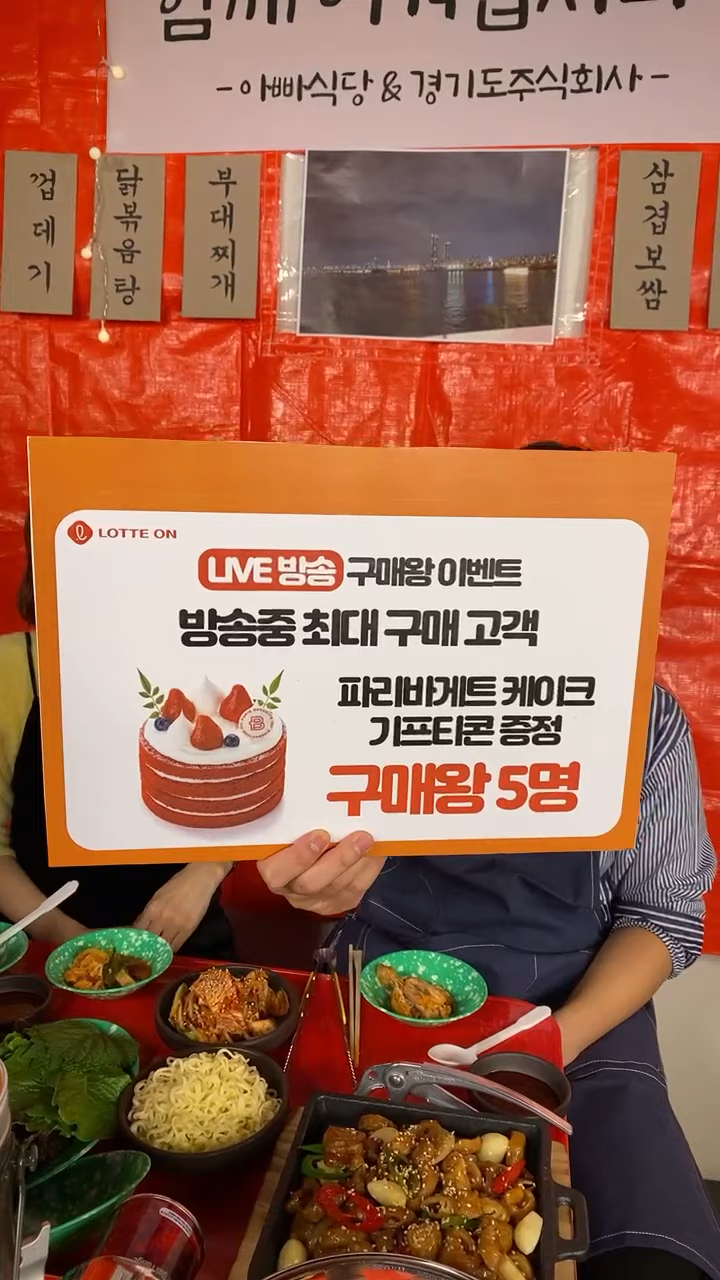 함께
-아빠식당 & 경기도주식회사-
껍데기
닭볶음탕
부대찌개
삼겹보쌈
LOTTE ON
LIVE 방송 구매왕 이벤트
방송중 최대 구매 고객
파리바게트 케이크
기프티콘 증정
구매왕 5명